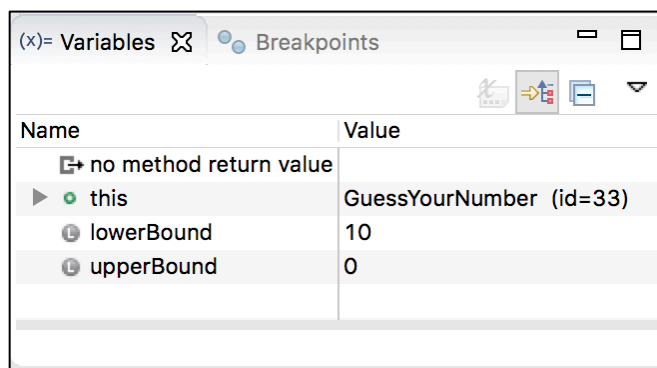 (x)= Variables Breakpoints
Name Value
no method return value
this GuessYourNumber (id=33)
L lowerBound 10
L upperBound 0